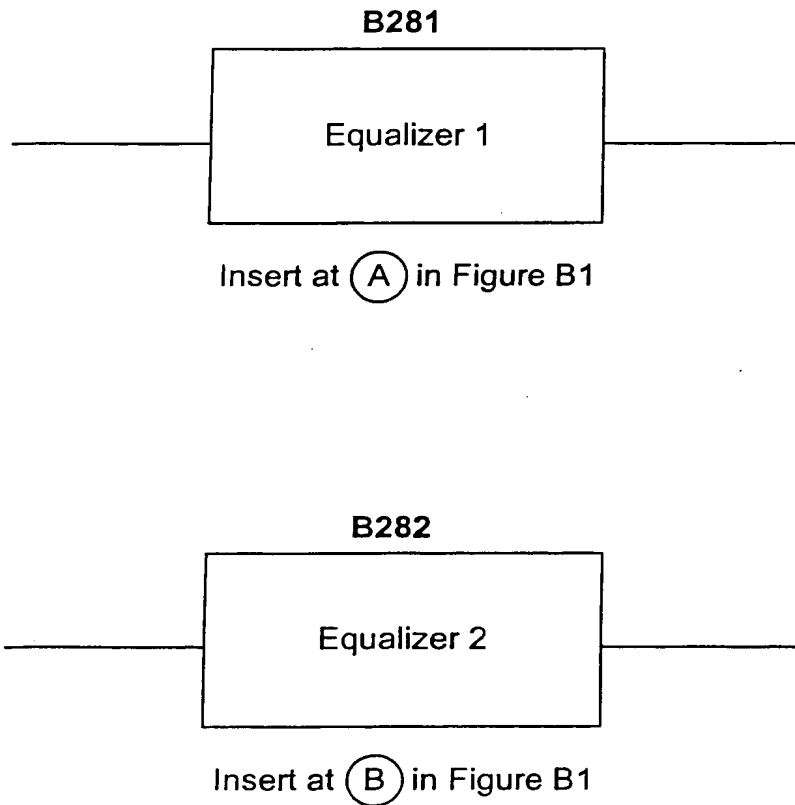 B281
Equalizer 1
Insert at A in Figure B1
B282
Equalizer 2
Insert at B in Figure B1